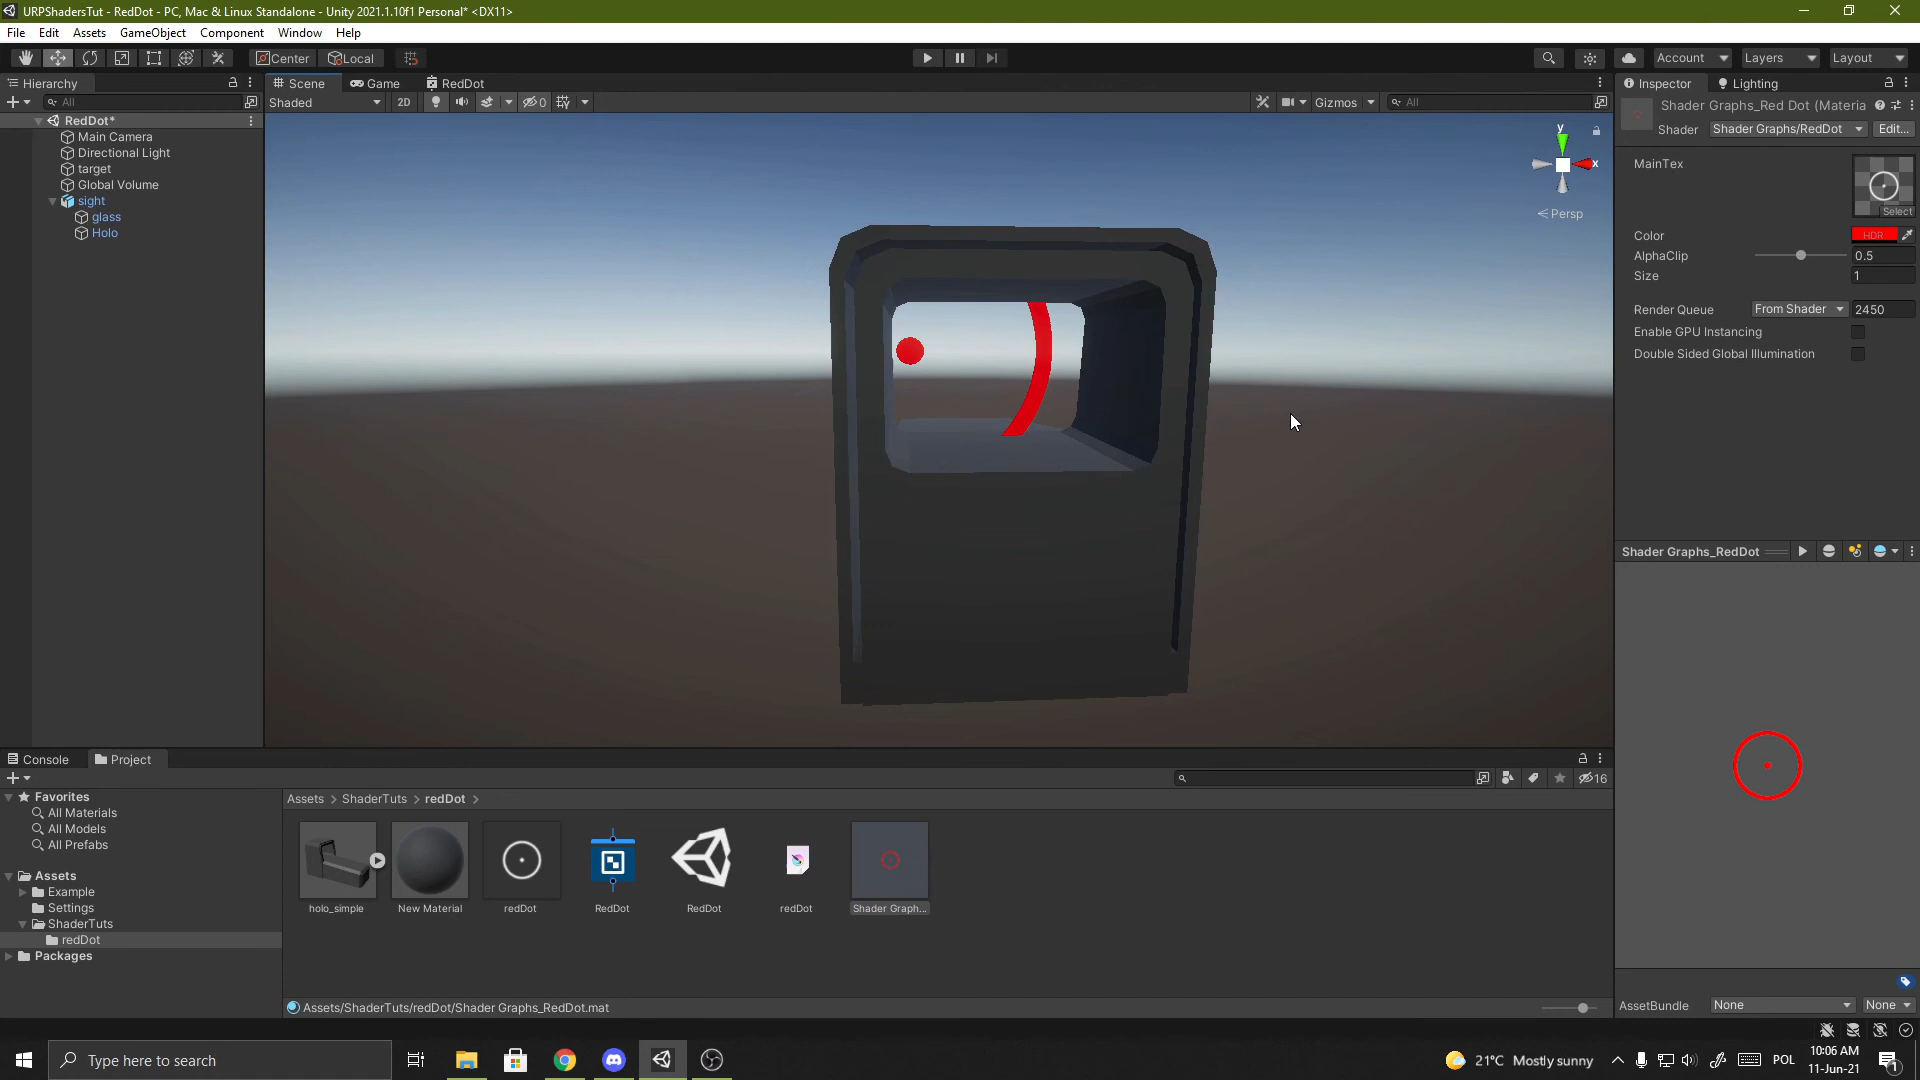 URPShadersTut - RedDot - PC, Mac & Linux Standalone - Unity 2021.1.10f1 Personal* <DX11>
File Edit Assets GameObject Component Window Help
Center Local Account Layers Layout
Hierarchy
All
RedDot*
Main Camera
Directional Light
target
Global Volume
sight
glass
Holo
Scene Game RedDot
Shaded 2D 0 Gizmos All
y
x
< Persp
Inspector Lighting
Shader Graphs_Red Dot (Materia
Shader Shader Graphs/RedDot Edit...
MainTex
Select
Color HDR
AlphaClip 0.5
Size 1
Render Queue From Shader 2450
Enable GPU Instancing
Double Sided Global Illumination
Shader Graphs_RedDot
AssetBundle None None
Console Project
16
Favorites
All Materials
All Models
All Prefabs
Assets
Example
Settings
ShaderTuts
redDot
Packages
Assets > ShaderTuts > redDot >
holo_simple New Material redDot RedDot RedDot redDot Shader Graph...
Assets/ShaderTuts/redDot/Shader Graphs_RedDot.mat
Type here to search
21°C Mostly sunny
POL
10:06 AM
11-Jun-21
1